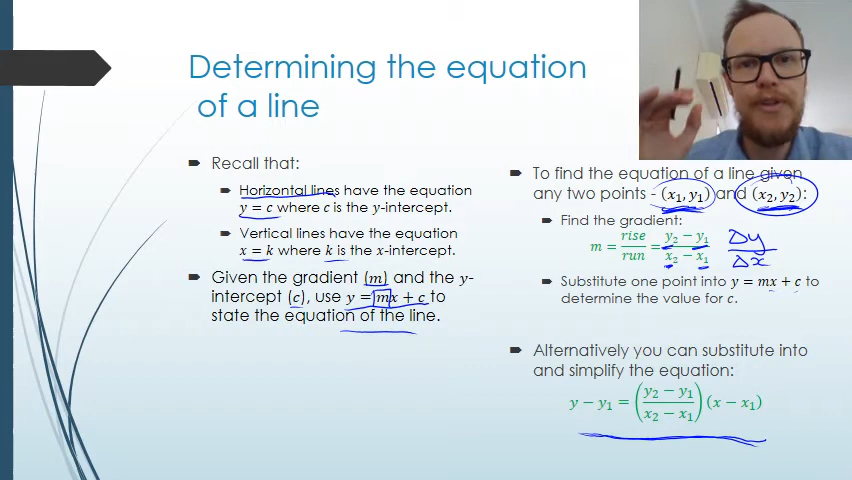 Determining the equation
of a line
Recall that:
Horizontal lines have the equation
y = c where c is the y-intercept.
Vertical lines have the equation
x = k where k is the x-intercept.
Given the gradient (m) and the y-
intercept (c), use y = mx + c to
state the equation of the line.
To find the equation of a line given
any two points - (x₁, y₁) and (x₂, y₂):
Find the gradient:
m = rise/run = (y₂ − y₁)/(x₂ − x₁) Δy/Δx
Substitute one point into y = mx + c to
determine the value for c.
Alternatively you can substitute into
and simplify the equation:
y − y₁ = ((y₂ − y₁)/(x₂ − x₁)) (x − x₁)